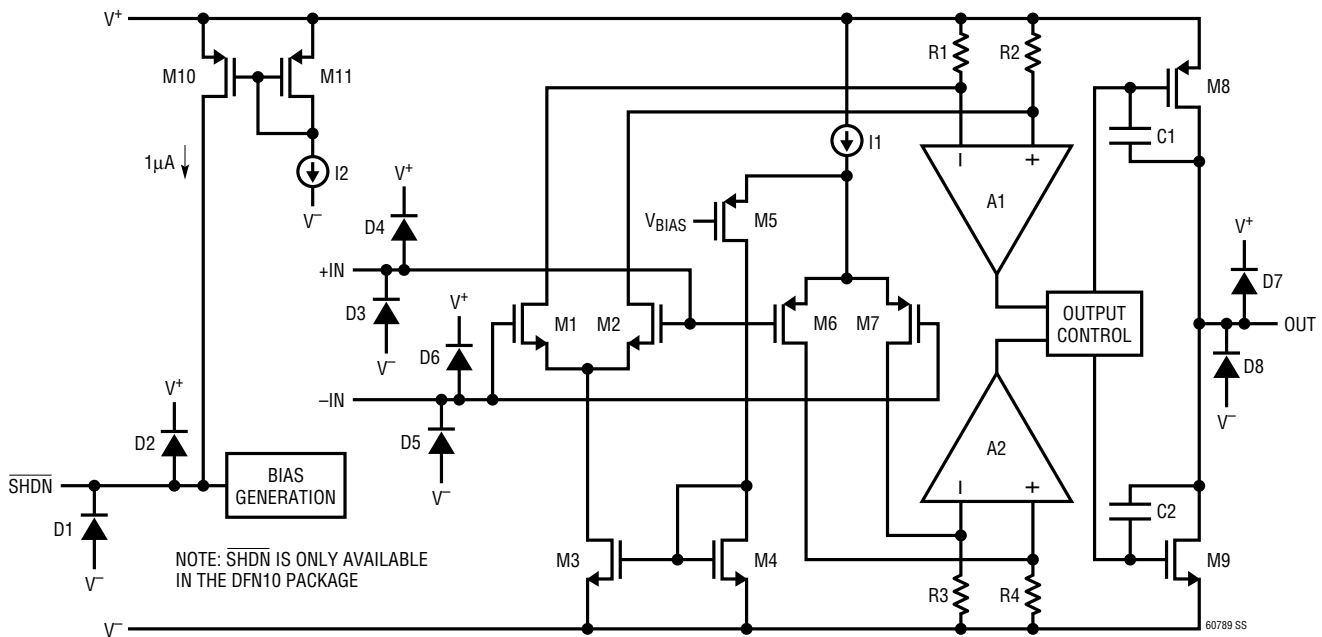 V+
M10
M11
R1
R2
M8
1µA
I2
V–
I1
C1
A1
V+
D4
VBIAS
M5
V+
D7
+IN
D3
V–
V+
D6
M1
M2
M6
M7
OUTPUT
CONTROL
OUT
D8
V–
–IN
D5
V–
V+
D2
A2
SHDN
BIAS
GENERATION
D1
V–
C2
NOTE: SHDN IS ONLY AVAILABLE
IN THE DFN10 PACKAGE
M3
M4
M9
R3
R4
V–
60789 SS